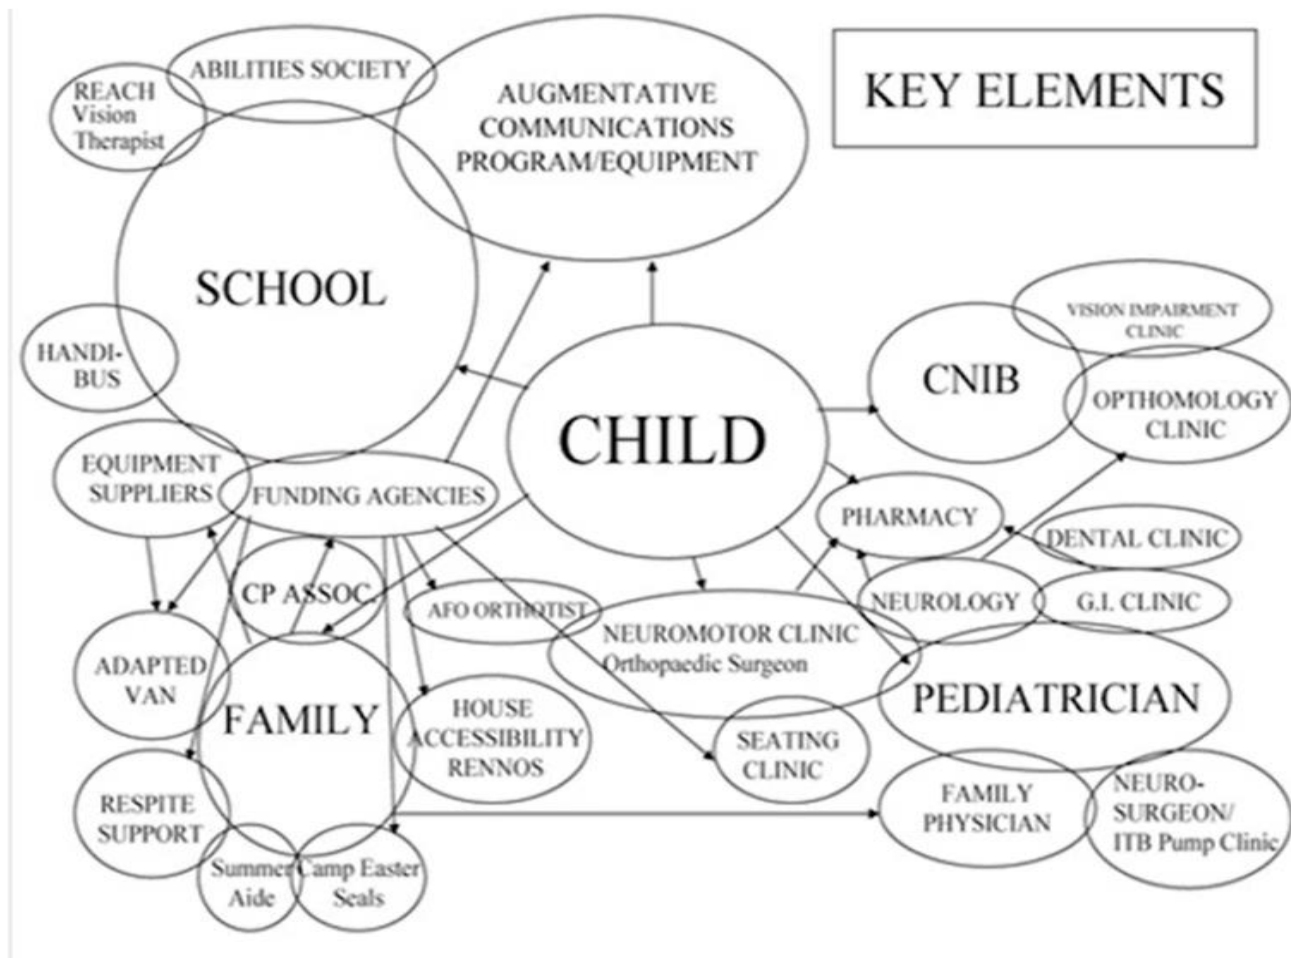 ABILITIES SOCIETY
REACH
Vision
Therapist
AUGMENTATIVE
COMMUNICATIONS
PROGRAM/EQUIPMENT
KEY ELEMENTS
SCHOOL
HANDI-
BUS
VISION IMPAIRMENT
CLINIC
CNIB
OPTHOMOLOGY
CLINIC
CHILD
EQUIPMENT
SUPPLIERS
FUNDING AGENCIES
PHARMACY
DENTAL CLINIC
CP ASSOC.
AFO ORTHOTIST
NEUROLOGY
G.I. CLINIC
NEUROMOTOR CLINIC
Orthopaedic Surgeon
ADAPTED
VAN
FAMILY
HOUSE
ACCESSIBILITY
RENNOS
PEDIATRICIAN
SEATING
CLINIC
RESPITE
SUPPORT
FAMILY
PHYSICIAN
NEURO-
SURGEON/
ITB Pump Clinic
Summer
Aide
Camp Easter
Seals